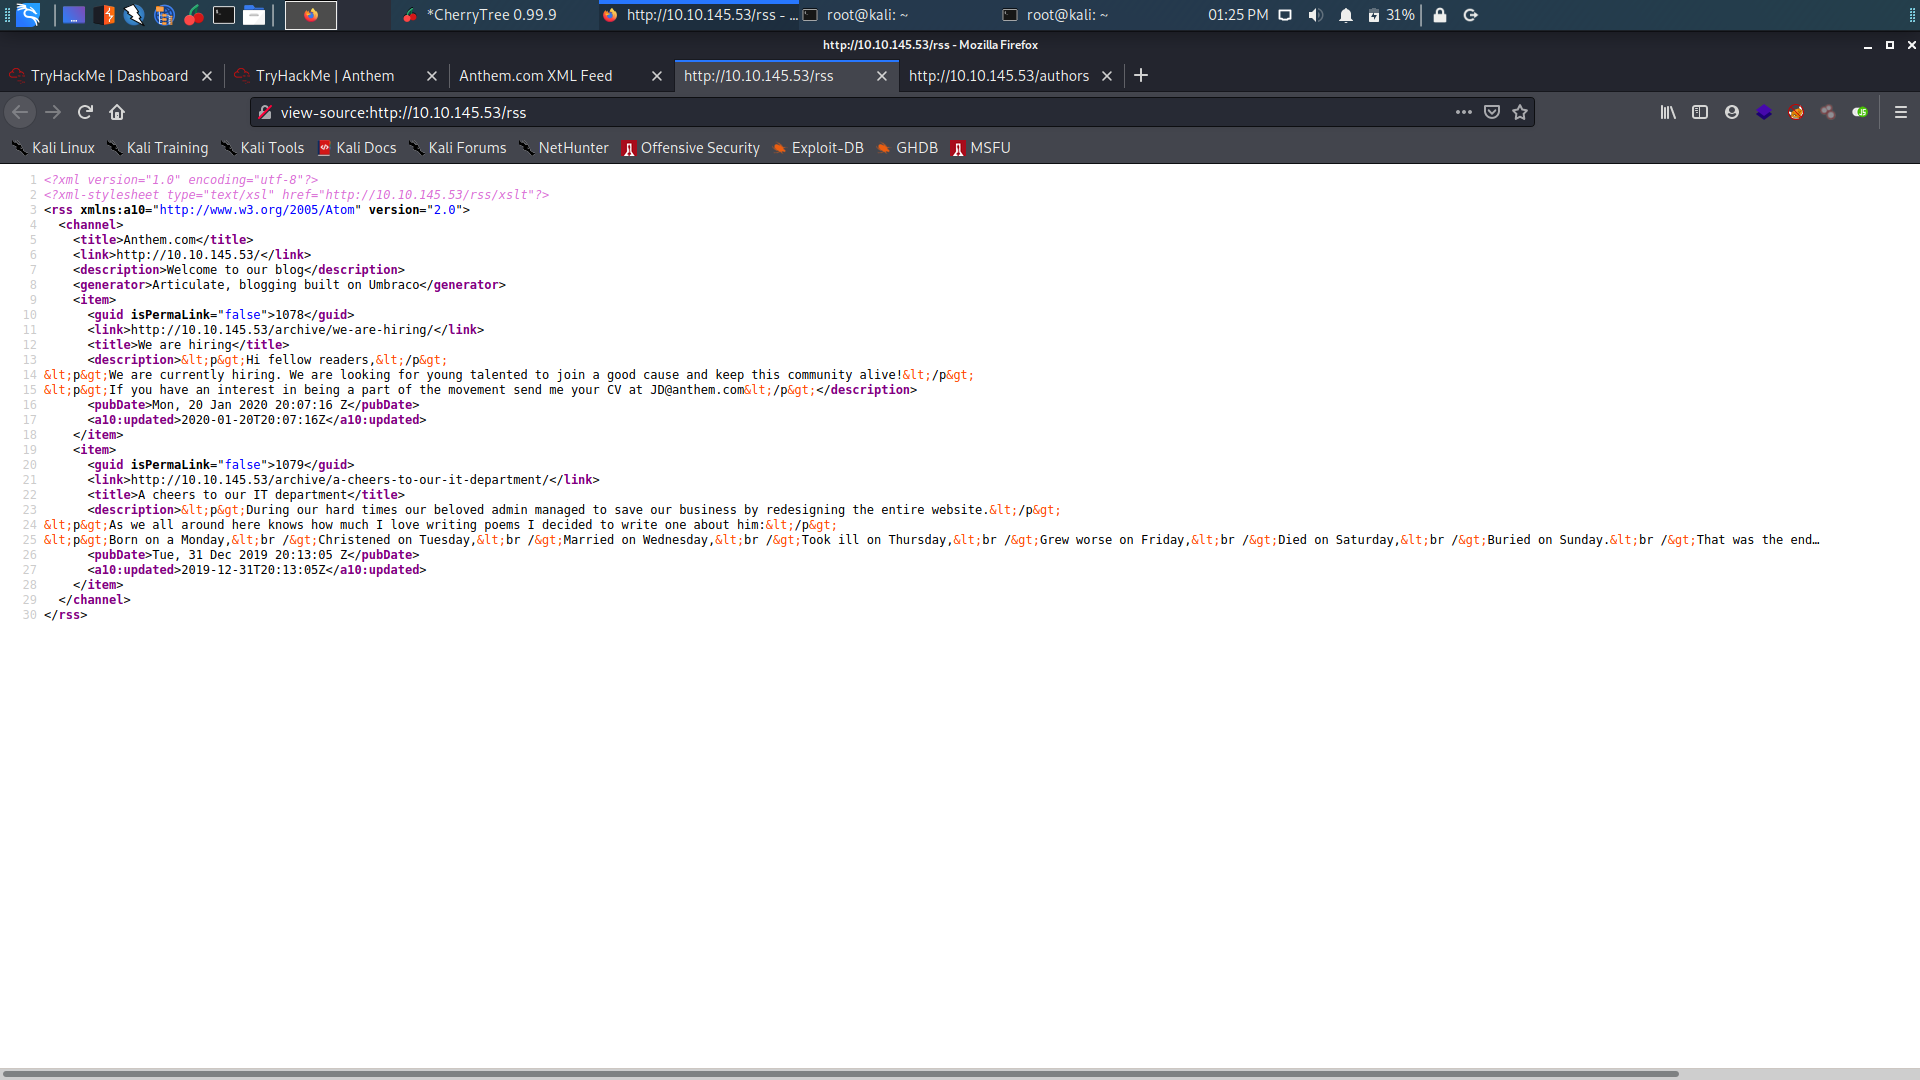 *CherryTree 0.99.9
http://10.10.145.53/rss - ...
root@kali: ~
root@kali: ~
01:25 PM
31%
http://10.10.145.53/rss - Mozilla Firefox
TryHackMe | Dashboard
TryHackMe | Anthem
Anthem.com XML Feed
http://10.10.145.53/rss
http://10.10.145.53/authors
view-source:http://10.10.145.53/rss
Kali Linux
Kali Training
Kali Tools
Kali Docs
Kali Forums
NetHunter
Offensive Security
Exploit-DB
GHDB
MSFU
1 <?xml version="1.0" encoding="utf-8"?>
2 <?xml-stylesheet type="text/xsl" href="http://10.10.145.53/rss/xslt"?>
3 <rss xmlns:a10="http://www.w3.org/2005/Atom" version="2.0">
4 <channel>
5 <title>Anthem.com</title>
6 <link>http://10.10.145.53/</link>
7 <description>Welcome to our blog</description>
8 <generator>Articulate, blogging built on Umbraco</generator>
9 <item>
10 <guid isPermaLink="false">1078</guid>
11 <link>http://10.10.145.53/archive/we-are-hiring/</link>
12 <title>We are hiring</title>
13 <description>&lt;p&gt;Hi fellow readers,&lt;/p&gt;
14 &lt;p&gt;We are currently hiring. We are looking for young talented to join a good cause and keep this community alive!&lt;/p&gt;
15 &lt;p&gt;If you have an interest in being a part of the movement send me your CV at JD@anthem.com&lt;/p&gt;</description>
16 <pubDate>Mon, 20 Jan 2020 20:07:16 Z</pubDate>
17 <a10:updated>2020-01-20T20:07:16Z</a10:updated>
18 </item>
19 <item>
20 <guid isPermaLink="false">1079</guid>
21 <link>http://10.10.145.53/archive/a-cheers-to-our-it-department/</link>
22 <title>A cheers to our IT department</title>
23 <description>&lt;p&gt;During our hard times our beloved admin managed to save our business by redesigning the entire website.&lt;/p&gt;
24 &lt;p&gt;As we all around here knows how much I love writing poems I decided to write one about him:&lt;/p&gt;
25 &lt;p&gt;Born on a Monday,&lt;br /&gt;Christened on Tuesday,&lt;br /&gt;Married on Wednesday,&lt;br /&gt;Took ill on Thursday,&lt;br /&gt;Grew worse on Friday,&lt;br /&gt;Died on Saturday,&lt;br /&gt;Buried on Sunday.&lt;br /&gt;That was the end…
26 <pubDate>Tue, 31 Dec 2019 20:13:05 Z</pubDate>
27 <a10:updated>2019-12-31T20:13:05Z</a10:updated>
28 </item>
29 </channel>
30 </rss>